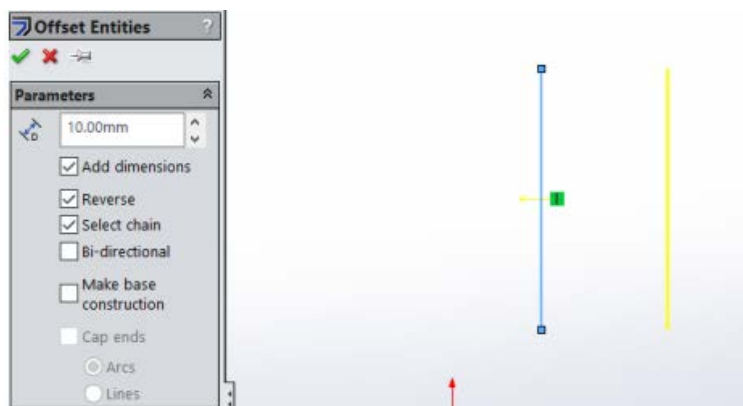 Offset Entities ?
Parameters
D 10.00mm
Add dimensions
Reverse
Select chain
Bi-directional
Make base
construction
Cap ends
Arcs
Lines